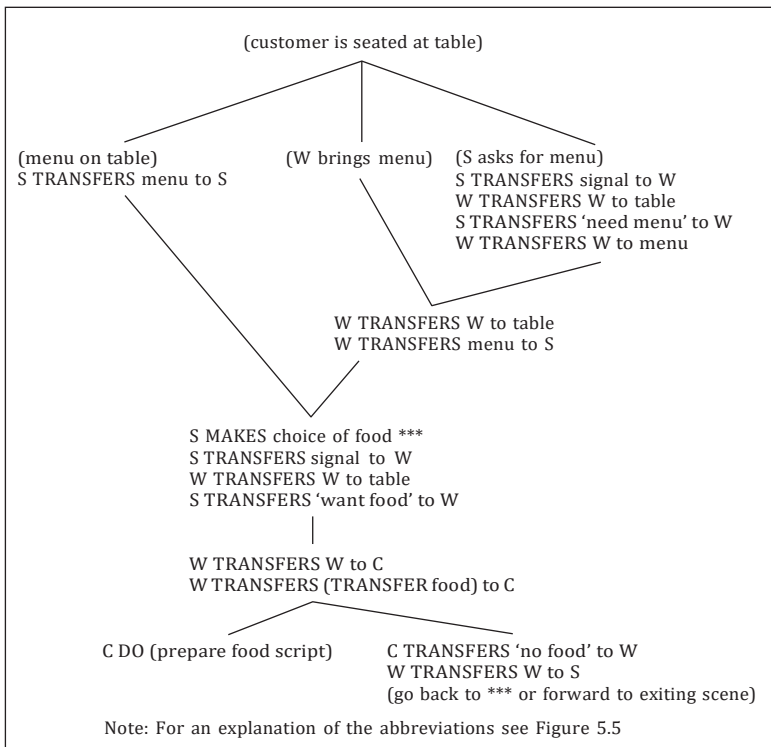 (customer is seated at table)
(menu on table)
S TRANSFERS menu to S
(W brings menu)
(S asks for menu)
S TRANSFERS signal to W
W TRANSFERS W to table
S TRANSFERS ‘need menu’ to W
W TRANSFERS W to menu
W TRANSFERS W to table
W TRANSFERS menu to S
S MAKES choice of food ***
S TRANSFERS signal to W
W TRANSFERS W to table
S TRANSFERS ‘want food’ to W
W TRANSFERS W to C
W TRANSFERS (TRANSFER food) to C
C DO (prepare food script)
C TRANSFERS ‘no food’ to W
W TRANSFERS W to S
(go back to *** or forward to exiting scene)
Note: For an explanation of the abbreviations see Figure 5.5